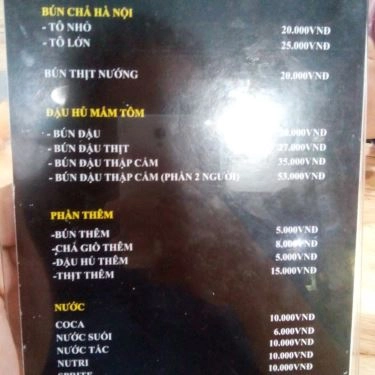 BÚN CHẢ HÀ NỘI
- TÔ NHỎ 20.000VNĐ
- TÔ LỚN 25.000VNĐ
BÚN THỊT NƯỚNG 20.000VNĐ
ĐẬU HỦ MẮM TÔM
- BÚN ĐẬU
- BÚN ĐẬU THỊT 27.000VNĐ
- BÚN ĐẬU THẬP CẨM 35.000VNĐ
- BÚN ĐẬU THẬP CẨM (PHẦN 2 NGƯỜI) 53.000VNĐ
PHẦN THÊM
-BÚN THÊM 5.000VNĐ
-CHẢ GIÒ THÊM 8.000VNĐ
-ĐẬU HỦ THÊM 5.000VNĐ
-THỊT THÊM 15.000VNĐ
NƯỚC
COCA 10.000VNĐ
NƯỚC SUỐI 6.000VNĐ
NƯỚC TẮC 10.000VNĐ
NUTRI 10.000VNĐ
SPRITE 10.000VNĐ